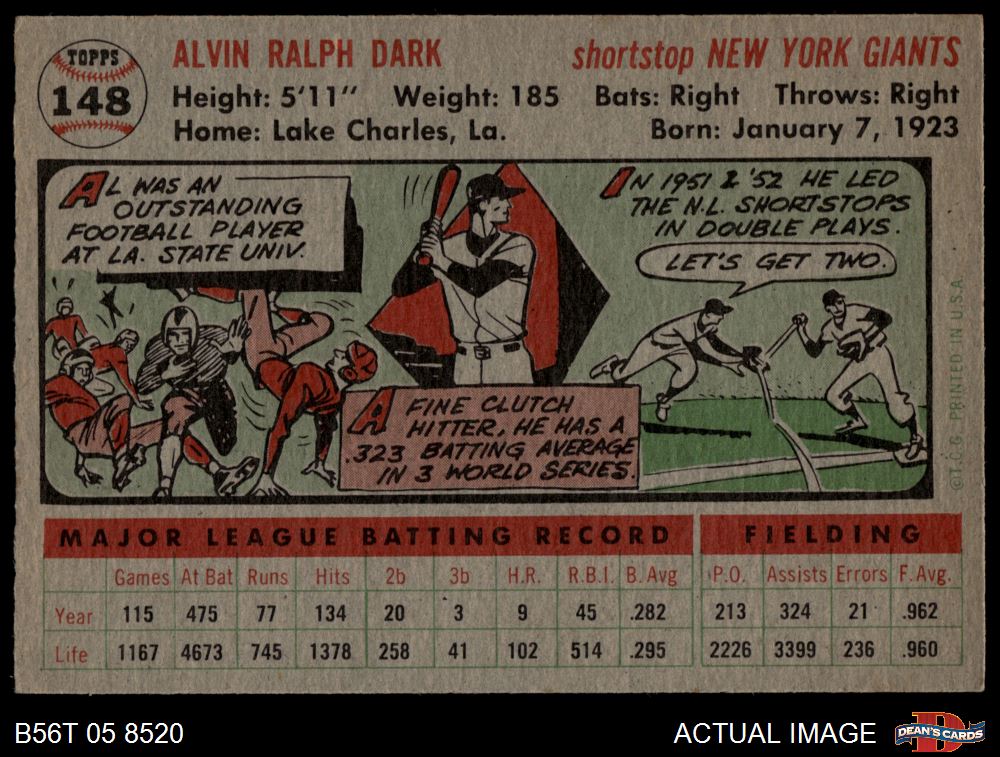 TOPPS
148
ALVIN RALPH DARK
shortstop NEW YORK GIANTS
Height: 5'11" Weight: 185 Bats: Right Throws: Right
Home: Lake Charles, La. Born: January 7, 1923
AL WAS AN
OUTSTANDING
FOOTBALL PLAYER
AT LA. STATE UNIV.
A FINE CLUTCH
HITTER, HE HAS A
.323 BATTING AVERAGE
IN 3 WORLD SERIES.
IN 1951 & '52 HE LED
THE N.L. SHORTSTOPS
IN DOUBLE PLAYS.
LET'S GET TWO.
©T.C.G. PRINTED IN U.S.A
MAJOR LEAGUE BATTING RECORD FIELDING
Games At Bat Runs Hits 2b 3b H.R. R.B.I. B. Avg P.O. Assists Errors F. Avg.
Year 115 475 77 134 20 3 9 45 .282 213 324 21 .962
Life 1167 4673 745 1378 258 41 102 514 .295 2226 3399 236 .960
B56T 05 8520 ACTUAL IMAGE
D
DEAN'S CARDS